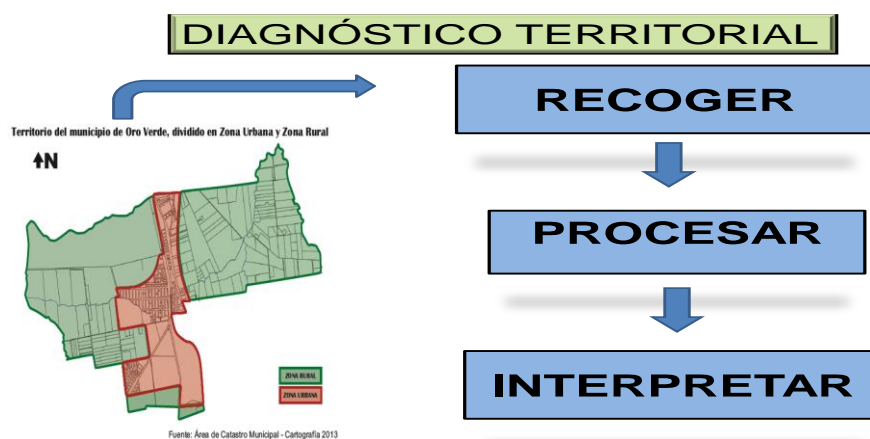 DIAGNÓSTICO TERRITORIAL
RECOGER
Territorio del municipio de Oro Verde, dividido en Zona Urbana y Zona Rural
N
PROCESAR
INTERPRETAR
ZONA RURAL
ZONA URBANA
Fuente: Área de Catastro Municipal - Cartografía 2013